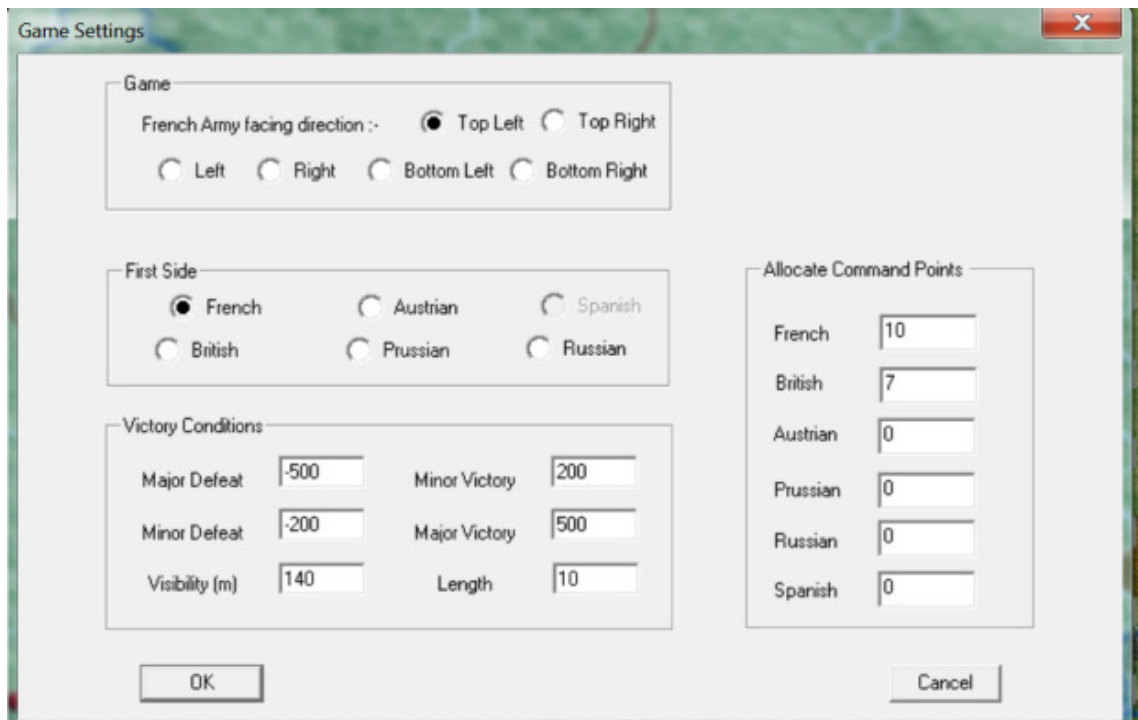 Game Settings
X
Game
French Army facing direction :- Top Left Top Right
Left Right Bottom Left Bottom Right
First Side
French Austrian Spanish
British Prussian Russian
Victory Conditions
Major Defeat -500 Minor Victory 200
Minor Defeat -200 Major Victory 500
Visibility (m) 140 Length 10
Allocate Command Points
French 10
British 7
Austrian 0
Prussian 0
Russian 0
Spanish 0
OK Cancel